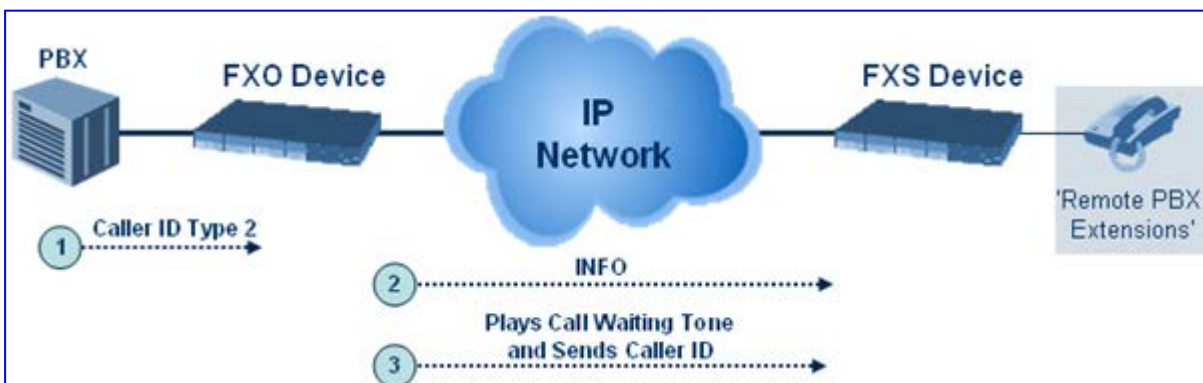 PBX
FXO Device
FXS Device
IP
Network
'Remote PBX
Extensions'
1
Caller ID Type 2
2
INFO
3
Plays Call Waiting Tone
and Sends Caller ID